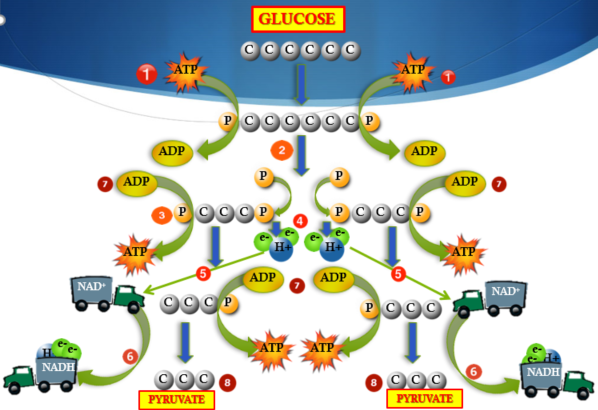 GLUCOSE
C C C C C C
1 ATP ATP 1
P C C C C C C P
ADP 2 ADP
7 ADP P P ADP 7
3 P C C C P 4 P C C C P
e- e- H+ e- e- H+
ATP ATP
5 5
NAD+ ADP 7 ADP NAD+
C C C P P C C C
6 ATP ATP 6
H e- e- NADH e- e- H+ NADH
C C C 8 8 C C C
PYRUVATE PYRUVATE